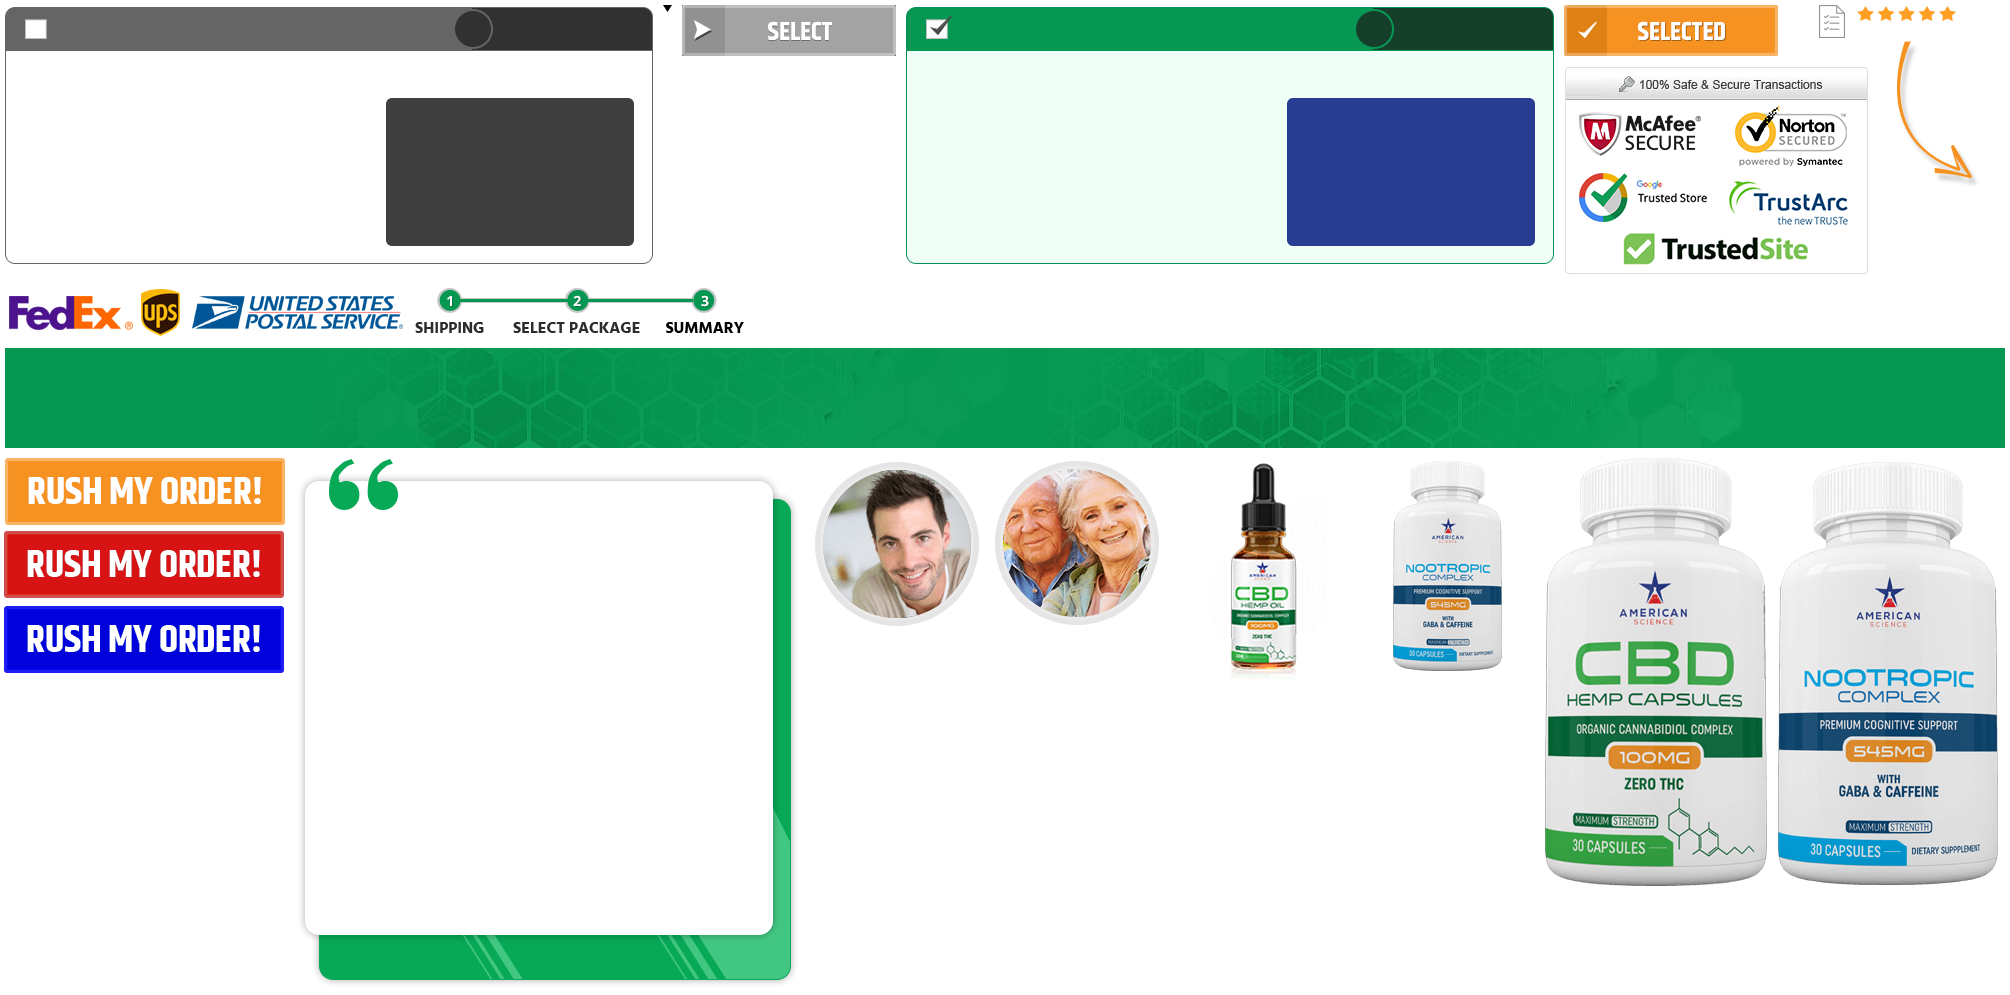 SELECT
SELECTED
100% Safe & Secure Transactions
McAfee®
SECURE
Norton™
SECURED
powered by Symantec
Google
Trusted Store
TrustArc
the new TRUSTe
TrustedSite
FedEx®
ups
UNITED STATES
POSTAL SERVICE®
1
2
3
SHIPPING
SELECT PACKAGE
SUMMARY
RUSH MY ORDER!
RUSH MY ORDER!
RUSH MY ORDER!
AMERICAN
SCIENCE
CBD
HEMP OIL
ORGANIC CANNABIDIOL COMPLEX
100MG
ZERO THC
AMERICAN
SCIENCE
NOOTROPIC
COMPLEX
PREMIUM COGNITIVE SUPPORT
545MG
WITH
GABA & CAFFEINE
MAXIMUM STRENGTH
30 CAPSULES
DIETARY SUPPPLEMENT
AMERICAN
SCIENCE
CBD
HEMP CAPSULES
ORGANIC CANNABIDIOL COMPLEX
100MG
ZERO THC
MAXIMUM STRENGTH
30 CAPSULES
AMERICAN
SCIENCE
NOOTROPIC
COMPLEX
PREMIUM COGNITIVE SUPPORT
545MG
WITH
GABA & CAFFEINE
MAXIMUM STRENGTH
30 CAPSULES
DIETARY SUPPPLEMENT